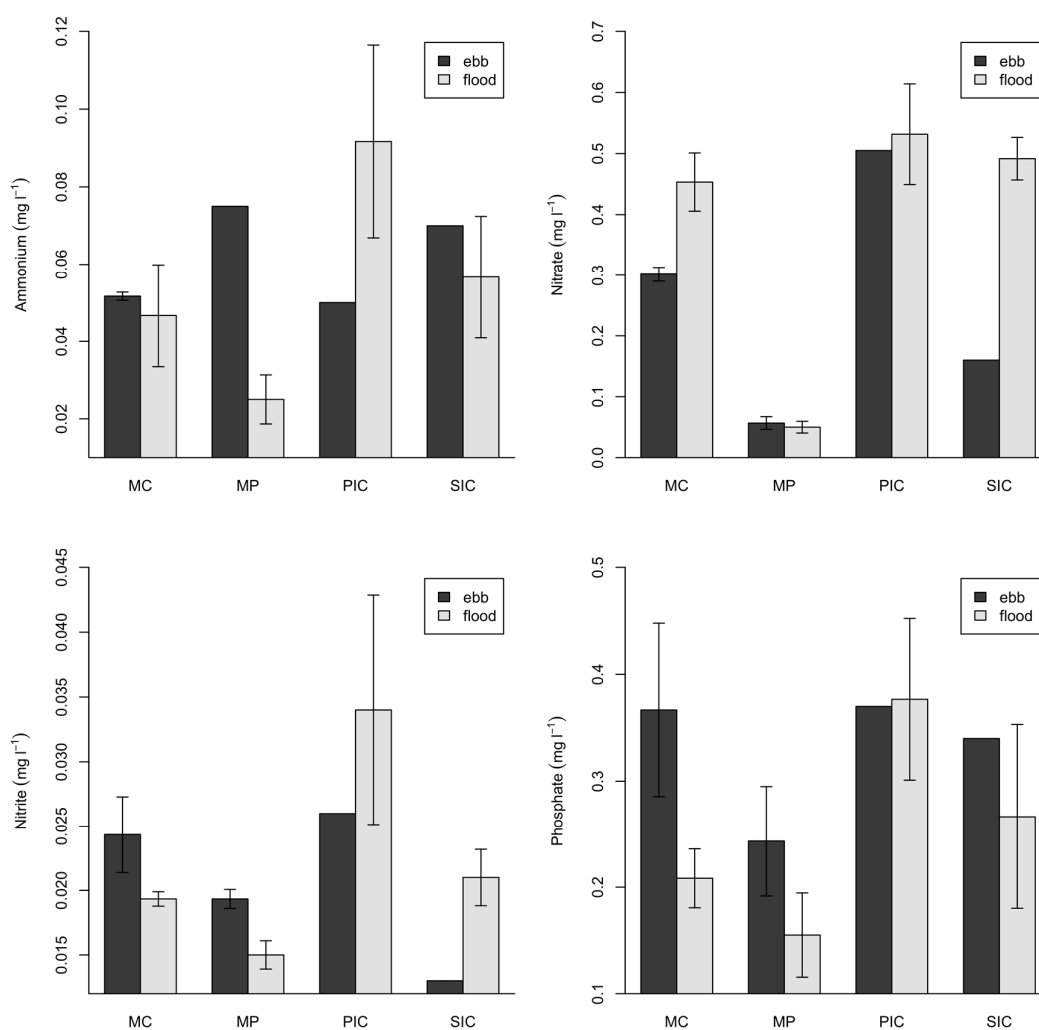 Ammonium (mg l⁻¹)
0.12
0.10
0.08
0.06
0.04
0.02
ebb
flood
MC MP PIC SIC
Nitrate (mg l⁻¹)
0.7
0.6
0.5
0.4
0.3
0.2
0.1
0.0
ebb
flood
MC MP PIC SIC
Nitrite (mg l⁻¹)
0.045
0.040
0.035
0.030
0.025
0.020
0.015
ebb
flood
MC MP PIC SIC
Phosphate (mg l⁻¹)
0.5
0.4
0.3
0.2
0.1
ebb
flood
MC MP PIC SIC